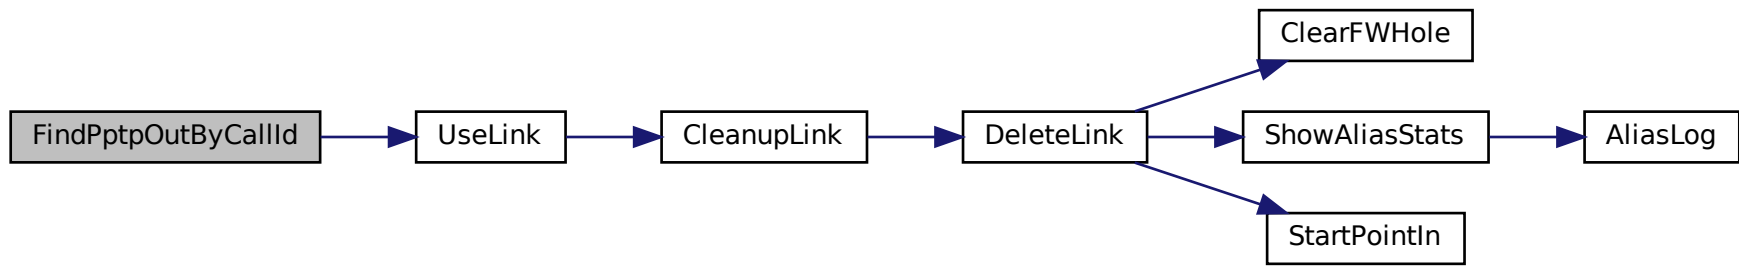 ClearFWHole
FindPptpOutByCallId
UseLink
CleanupLink
DeleteLink
ShowAliasStats
AliasLog
StartPointIn